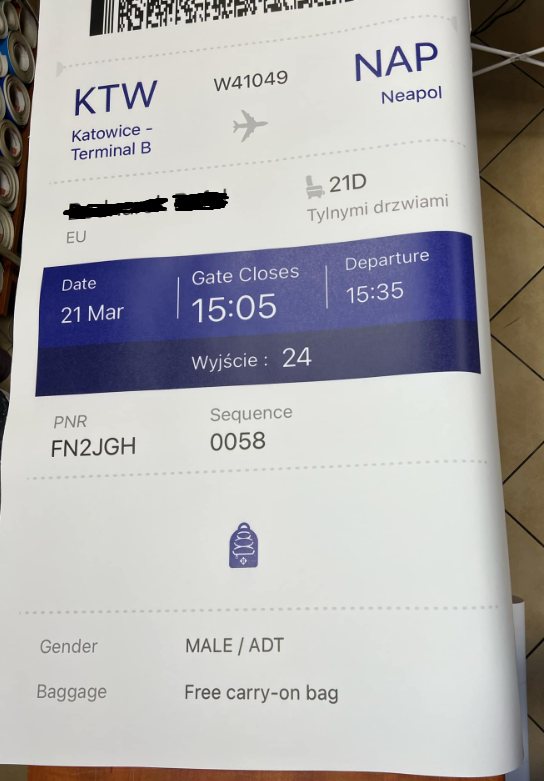 KTW W41049 NAP
Katowice - Neapol
Terminal B
21D
EU Tylnymi drzwiami
Date Gate Closes Departure
21 Mar 15:05 15:35
Wyjście : 24
PNR Sequence
FN2JGH 0058
Gender MALE / ADT
Baggage Free carry-on bag